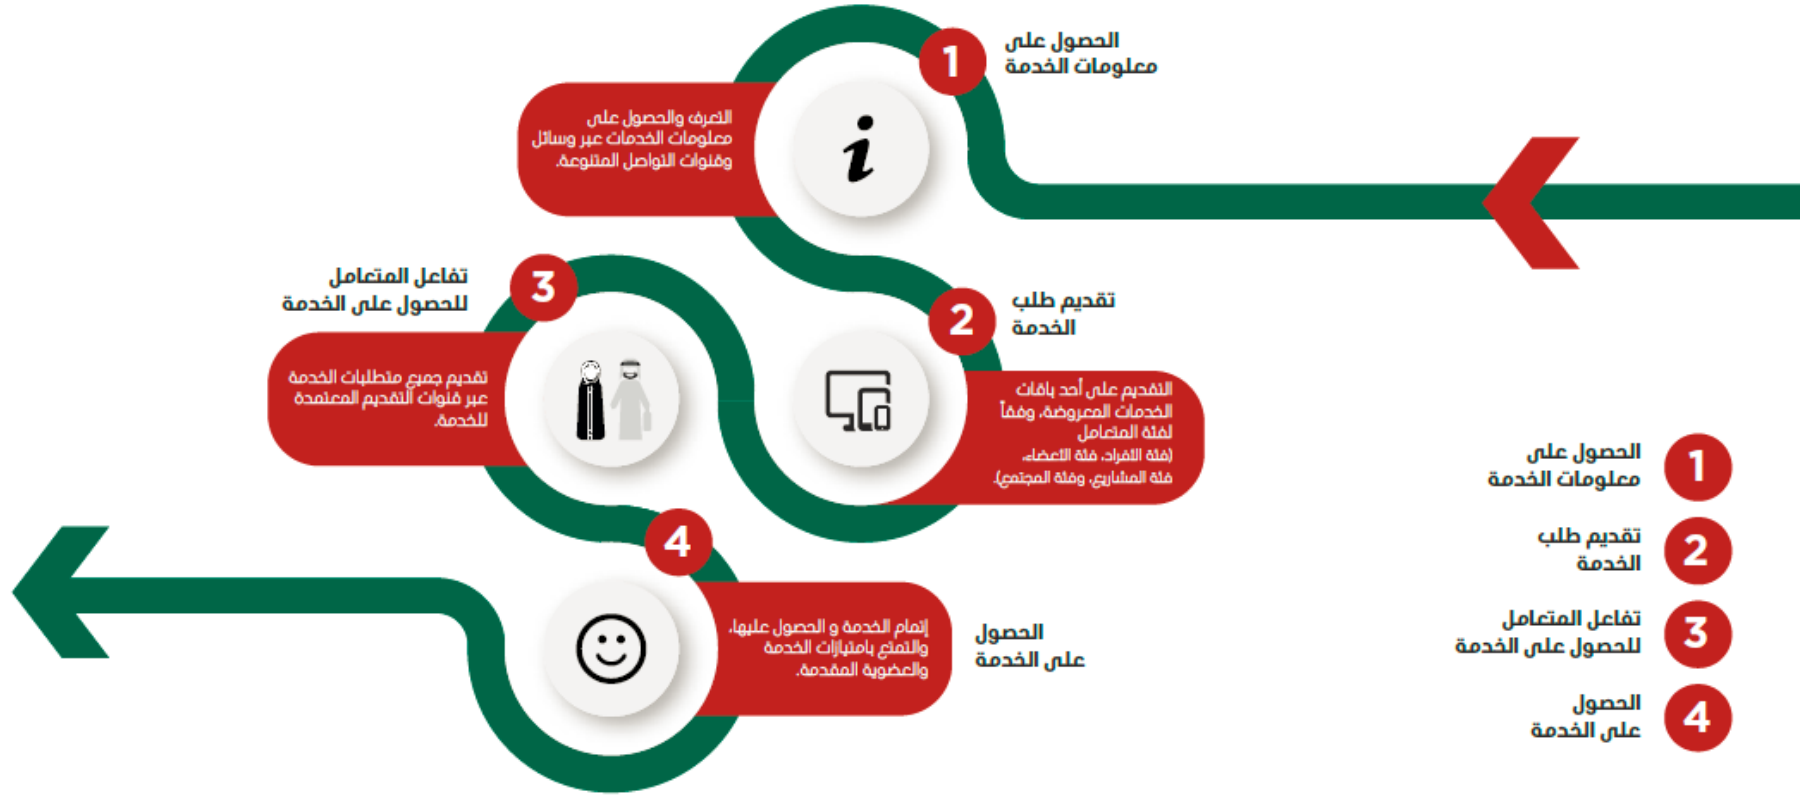 1
الحصول على
معلومات الخدمة
التعرف والحصول على
معلومات الخدمات عبر وسائل
وقنوات التواصل المتنوعة.
2
تقديم طلب
الخدمة
التقديم على أحد باقات
الخدمات المعروضة، وفقاً
لفئة المتعامل
(فئة الأفراد، فئة الأعضاء،
فئة المشاريع، وفئة المجتمع).
3
تفاعل المتعامل
للحصول على الخدمة
تقديم جميع متطلبات الخدمة
عبر قنوات التقديم المعتمدة
للخدمة.
4
الحصول
على الخدمة
إتمام الخدمة و الحصول عليها،
والتمتع بامتيازات الخدمة
والعضوية المقدمة.
1
الحصول على
معلومات الخدمة
2
تقديم طلب
الخدمة
3
تفاعل المتعامل
للحصول على الخدمة
4
الحصول
على الخدمة